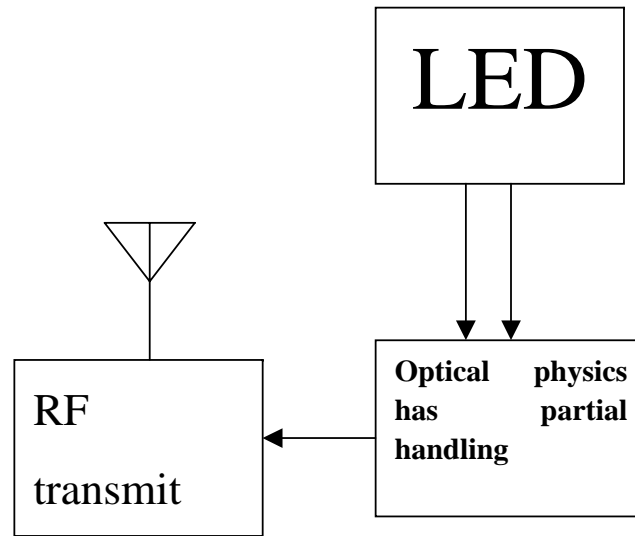 LED
Optical physics
has partial
handling
RF
transmit